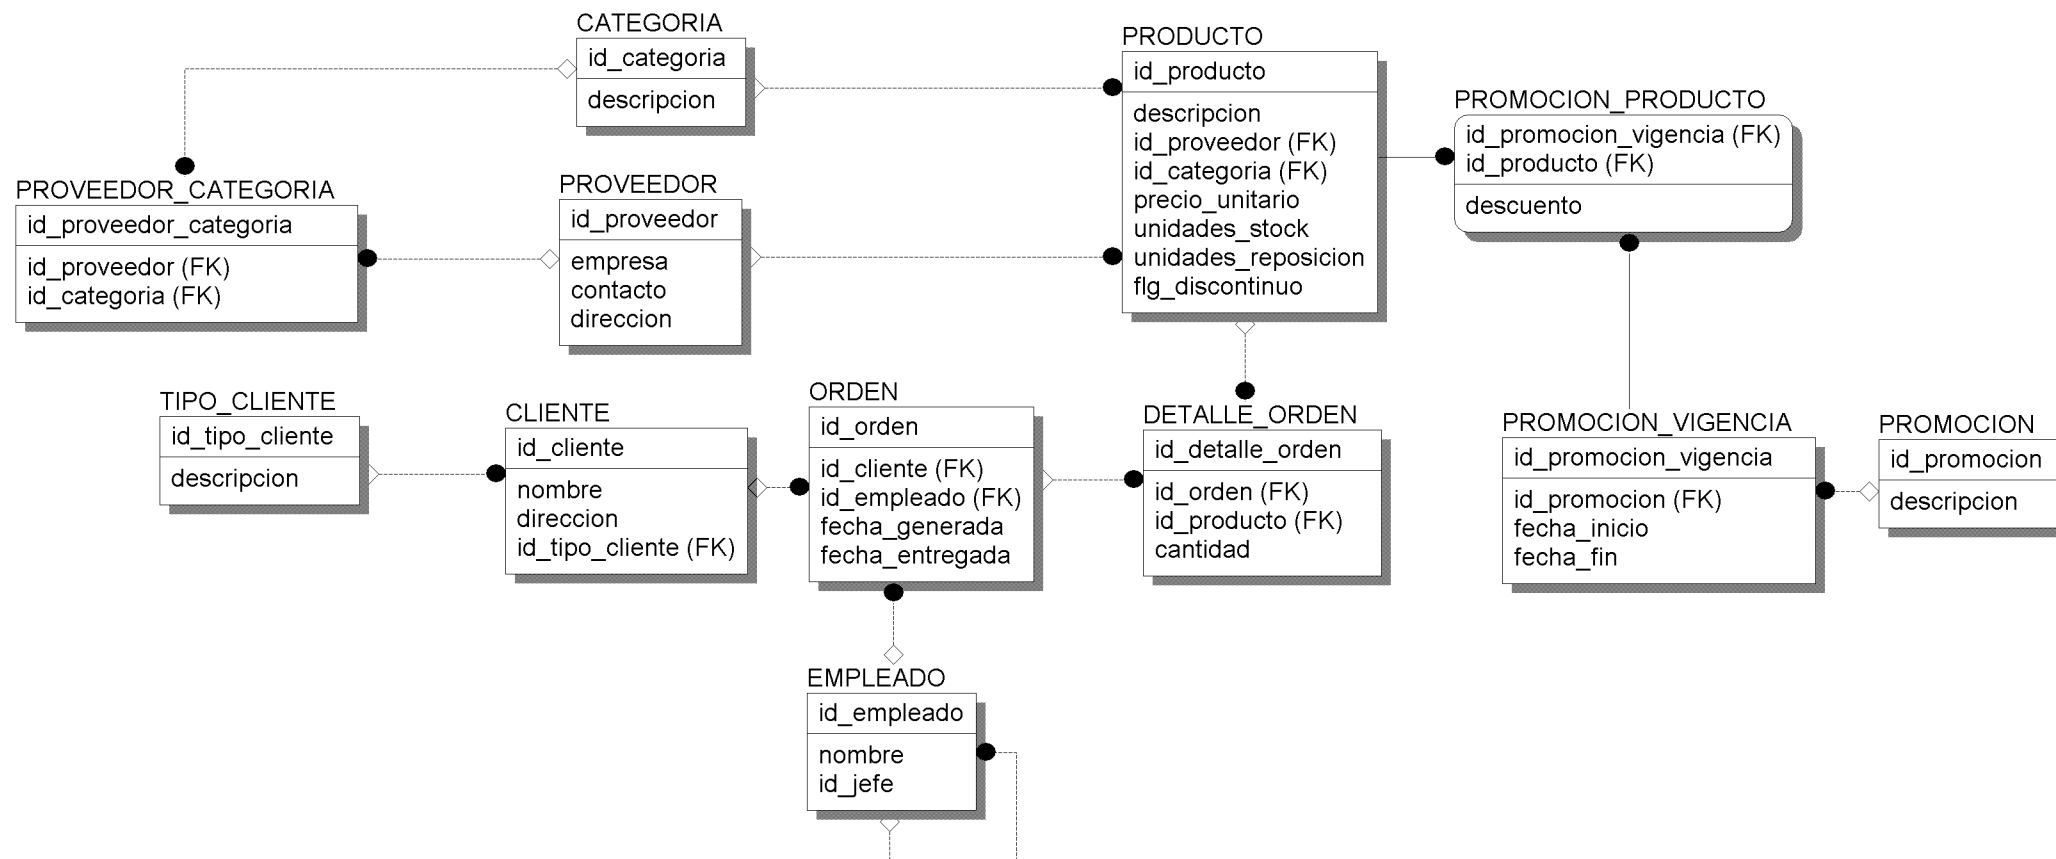 CATEGORIA
id_categoria
descripcion
PRODUCTO
id_producto
descripcion
id_proveedor (FK)
id_categoria (FK)
precio_unitario
unidades_stock
unidades_reposicion
flg_discontinuo
PROMOCION_PRODUCTO
id_promocion_vigencia (FK)
id_producto (FK)
descuento
PROVEEDOR_CATEGORIA
id_proveedor_categoria
id_proveedor (FK)
id_categoria (FK)
PROVEEDOR
id_proveedor
empresa
contacto
direccion
TIPO_CLIENTE
id_tipo_cliente
descripcion
CLIENTE
id_cliente
nombre
direccion
id_tipo_cliente (FK)
ORDEN
id_orden
id_cliente (FK)
id_empleado (FK)
fecha_generada
fecha_entregada
DETALLE_ORDEN
id_detalle_orden
id_orden (FK)
id_producto (FK)
cantidad
PROMOCION_VIGENCIA
id_promocion_vigencia
id_promocion (FK)
fecha_inicio
fecha_fin
PROMOCION
id_promocion
descripcion
EMPLEADO
id_empleado
nombre
id_jefe